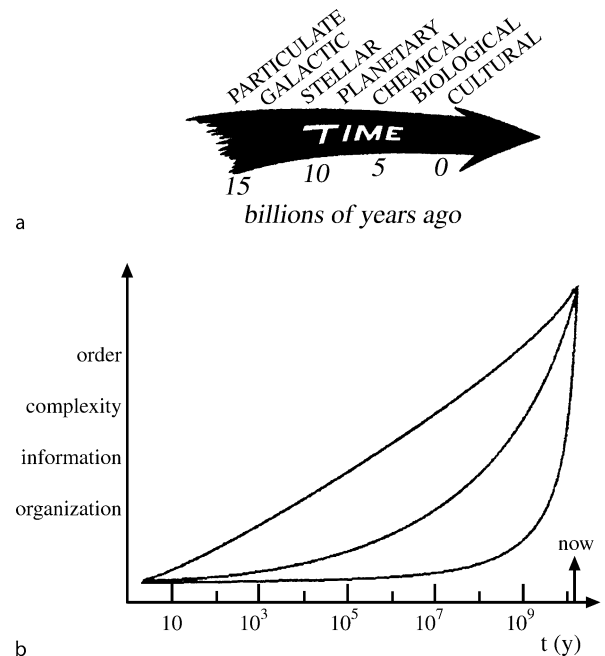 PARTICULATE
GALACTIC
STELLAR
PLANETARY
CHEMICAL
BIOLOGICAL
CULTURAL
TIME
15 10 5 0
billions of years ago
a
order
complexity
information
organization
now
10 10³ 10⁵ 10⁷ 10⁹
t (y)
b